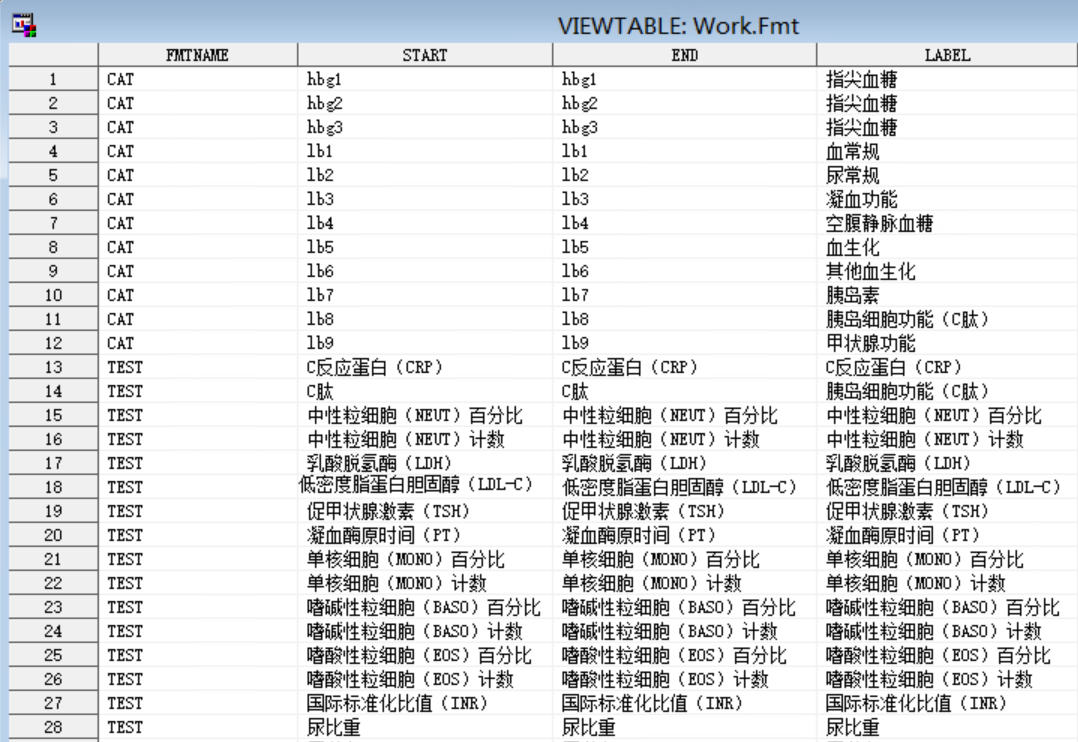 VIEWTABLE: Work.Fmt
FMTNAME START END LABEL
1 CAT hbg1 hbg1 指尖血糖
2 CAT hbg2 hbg2 指尖血糖
3 CAT hbg3 hbg3 指尖血糖
4 CAT lb1 lb1 血常规
5 CAT lb2 lb2 尿常规
6 CAT lb3 lb3 凝血功能
7 CAT lb4 lb4 空腹静脉血糖
8 CAT lb5 lb5 血生化
9 CAT lb6 lb6 其他血生化
10 CAT lb7 lb7 胰岛素
11 CAT lb8 lb8 胰岛细胞功能（C肽）
12 CAT lb9 lb9 甲状腺功能
13 TEST C反应蛋白（CRP） C反应蛋白（CRP） C反应蛋白（CRP）
14 TEST C肽 C肽 胰岛细胞功能（C肽）
15 TEST 中性粒细胞（NEUT）百分比 中性粒细胞（NEUT）百分比 中性粒细胞（NEUT）百分比
16 TEST 中性粒细胞（NEUT）计数 中性粒细胞（NEUT）计数 中性粒细胞（NEUT）计数
17 TEST 乳酸脱氢酶（LDH） 乳酸脱氢酶（LDH） 乳酸脱氢酶（LDH）
18 TEST 低密度脂蛋白胆固醇（LDL-C） 低密度脂蛋白胆固醇（LDL-C） 低密度脂蛋白胆固醇（LDL-C）
19 TEST 促甲状腺激素（TSH） 促甲状腺激素（TSH） 促甲状腺激素（TSH）
20 TEST 凝血酶原时间（PT） 凝血酶原时间（PT） 凝血酶原时间（PT）
21 TEST 单核细胞（MONO）百分比 单核细胞（MONO）百分比 单核细胞（MONO）百分比
22 TEST 单核细胞（MONO）计数 单核细胞（MONO）计数 单核细胞（MONO）计数
23 TEST 嗜碱性粒细胞（BASO）百分比 嗜碱性粒细胞（BASO）百分比 嗜碱性粒细胞（BASO）百分比
24 TEST 嗜碱性粒细胞（BASO）计数 嗜碱性粒细胞（BASO）计数 嗜碱性粒细胞（BASO）计数
25 TEST 嗜酸性粒细胞（EOS）百分比 嗜酸性粒细胞（EOS）百分比 嗜酸性粒细胞（EOS）百分比
26 TEST 嗜酸性粒细胞（EOS）计数 嗜酸性粒细胞（EOS）计数 嗜酸性粒细胞（EOS）计数
27 TEST 国际标准化比值（INR） 国际标准化比值（INR） 国际标准化比值（INR）
28 TEST 尿比重 尿比重 尿比重